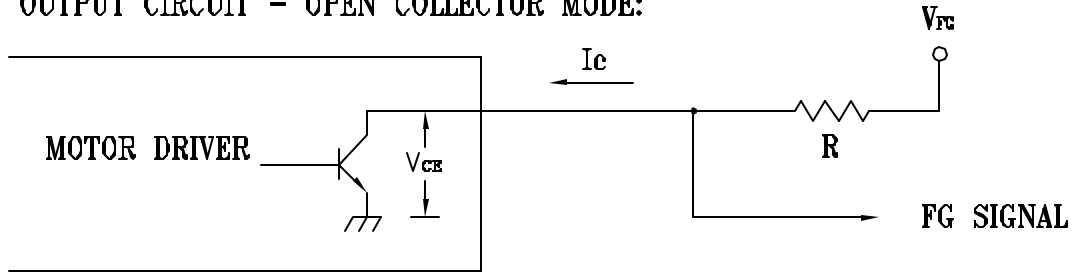 OUTPUT CIRCUIT - OPEN COLLECTOR MODE:
VFG
Ic
MOTOR DRIVER
VCE
R
FG SIGNAL